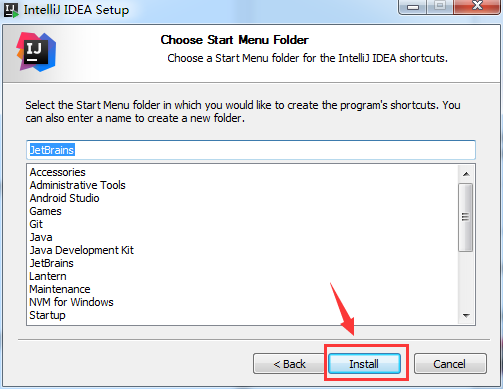 IntelliJ IDEA Setup
IJ
Choose Start Menu Folder
Choose a Start Menu folder for the IntelliJ IDEA shortcuts.
Select the Start Menu folder in which you would like to create the program's shortcuts. You
can also enter a name to create a new folder.
JetBrains
Accessories
Administrative Tools
Android Studio
Games
Git
Java
Java Development Kit
JetBrains
Lantern
Maintenance
NVM for Windows
Startup
< Back
Install
Cancel